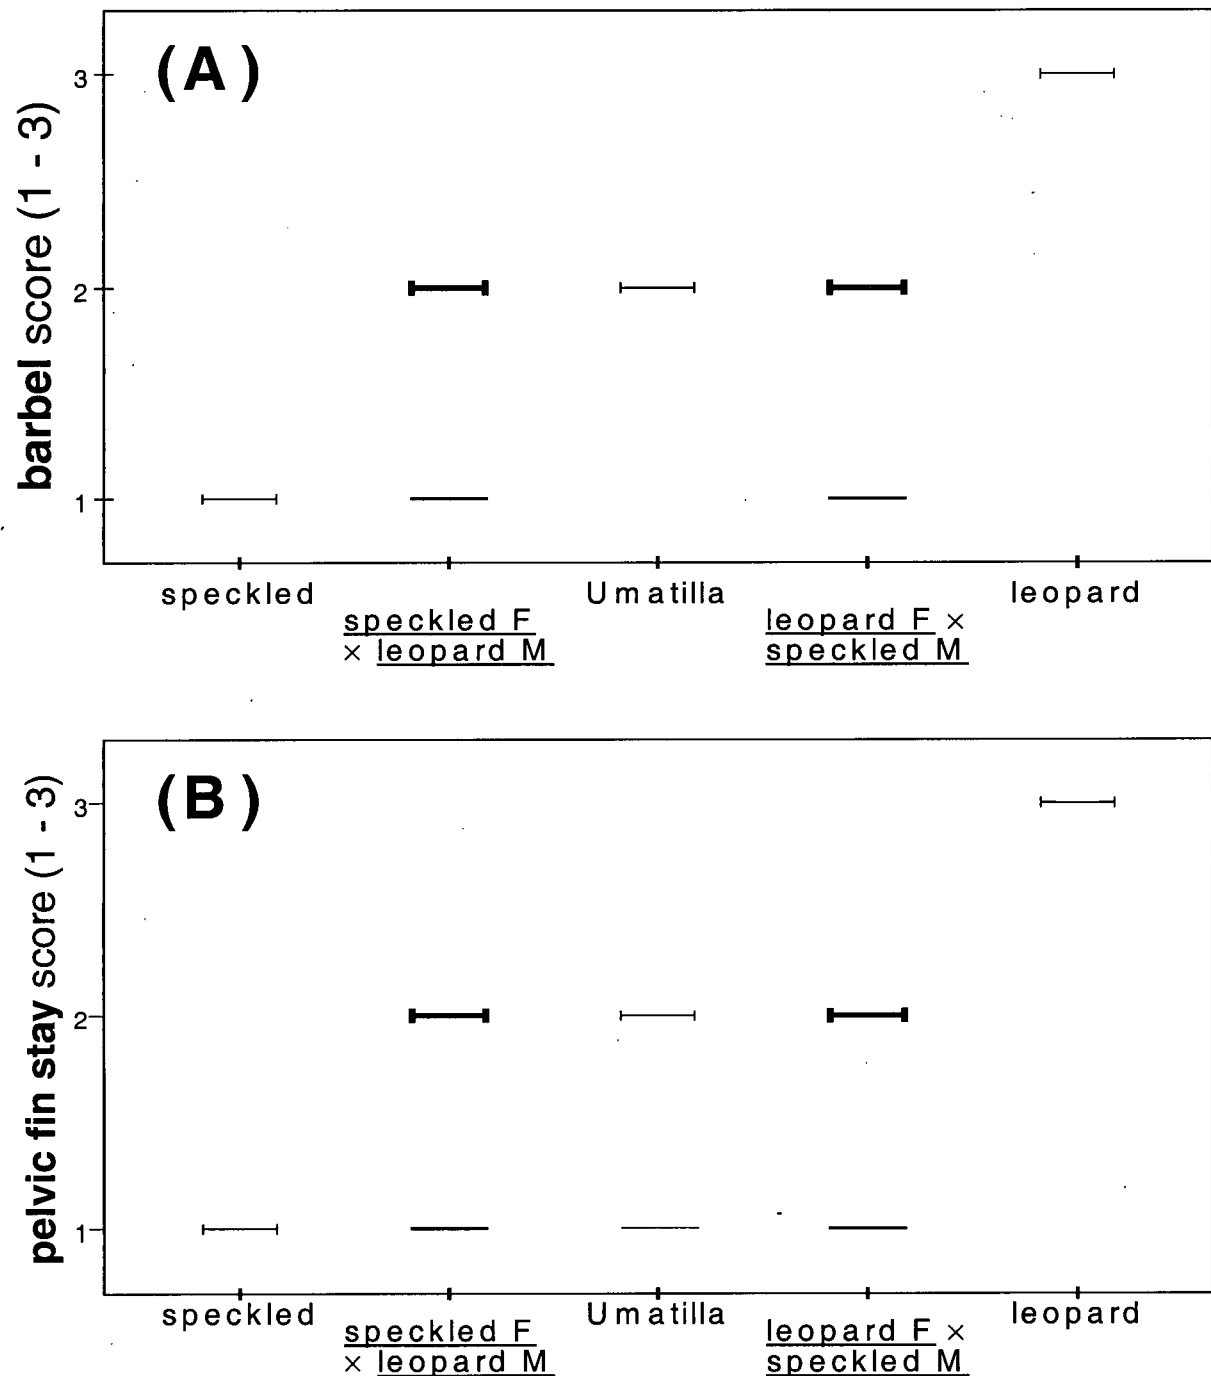 (A)
barbel score (1 - 3)
3
2
1
speckled
speckled F
× leopard M
Umatilla
leopard F ×
speckled M
leopard
(B)
pelvic fin stay score (1 - 3)
3
2
1
speckled
speckled F
× leopard M
Umatilla
leopard F ×
speckled M
leopard